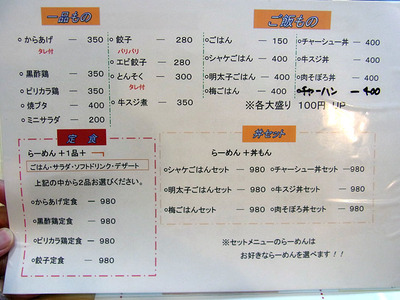 一品もの
○からあげ — 350
タレ付
○黒酢鶏 — 350
○ピリカラ鶏 — 350
○焼ブタ — 400
○ミニサラダ — 200
○餃子 — 280
パリパリ
○エビ餃子 — 280
○とんそく — 300
タレ付
○牛スジ煮 — 350
ご飯もの
○ごはん — 150
○シャケごはん — 400
○明太子ごはん — 400
○梅ごはん — 400
○チャーシュー丼 — 400
○牛スジ丼 — 400
○肉そぼろ丼 — 400
○チャーハン — 400
※各大盛り 100円 UP
定食
らーめん +1品+
ごはん・サラダ・ソフトドリンク・デザート
上記の中から2品お選びください。
○からあげ定食 — 980
○黒酢鶏定食 — 980
○ピリカラ鶏定食 — 980
○餃子定食 — 980
丼セット
らーめん +丼もん
○シャケごはんセット — 980
○明太子ごはんセット — 980
○梅ごはんセット — 980
○チャーシュー丼セット — 980
○牛スジ丼セット — 980
○肉そぼろ丼セット — 980
※セットメニューのらーめんは
お好きならーめんを選べます!!